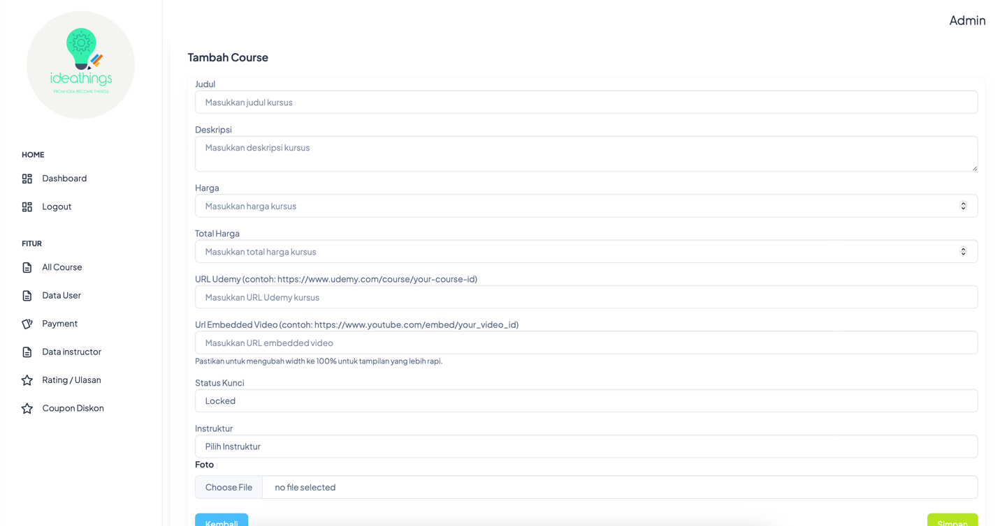 ideathings
FROM IDEA BECOME THINGS
HOME
Dashboard
Logout
FITUR
All Course
Data User
Payment
Data instructor
Rating / Ulasan
Coupon Diskon
Admin
Tambah Course
Judul
Masukkan judul kursus
Deskripsi
Masukkan deskripsi kursus
Harga
Masukkan harga kursus
Total Harga
Masukkan total harga kursus
URL Udemy (contoh: https://www.udemy.com/course/your-course-id)
Masukkan URL Udemy kursus
Url Embedded Video (contoh: https://www.youtube.com/embed/your_video_id)
Masukkan URL embedded video
Pastikan untuk mengubah width ke 100% untuk tampilan yang lebih rapi.
Status Kunci
Locked
Instruktur
Pilih Instruktur
Foto
Choose File no file selected
Kembali Simpan